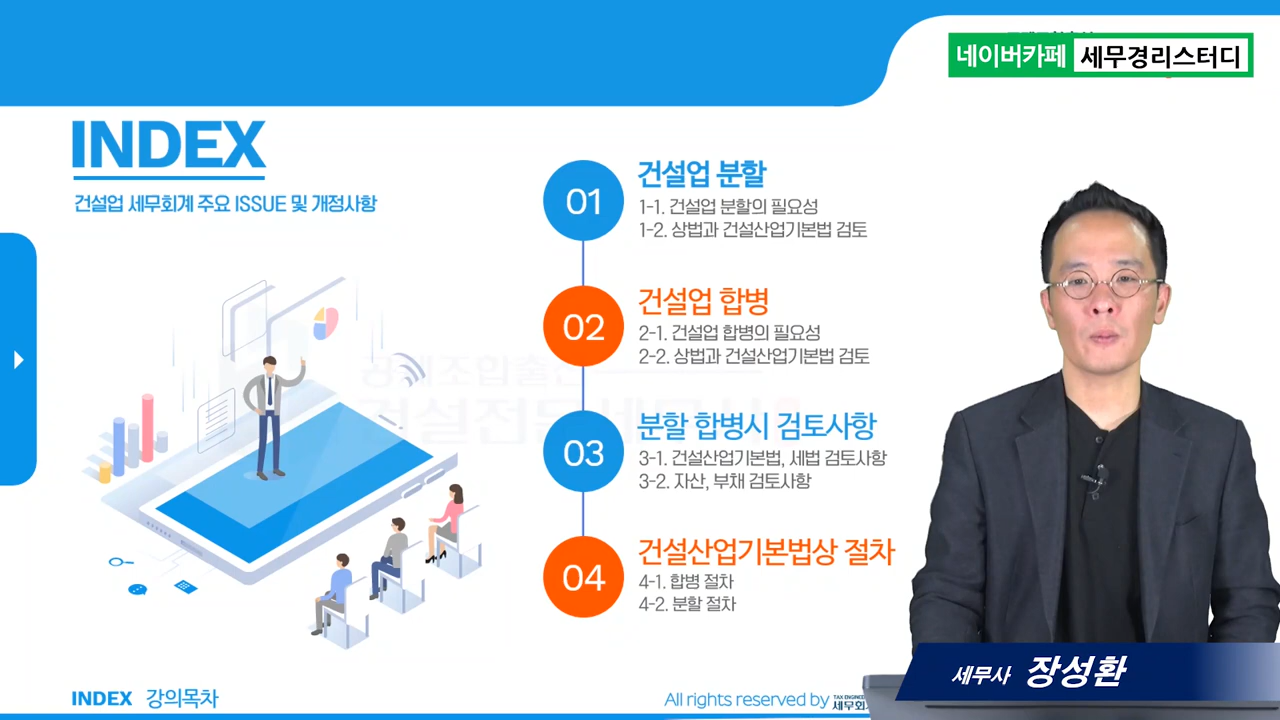 네이버카페 세무경리스터디
INDEX
건설업 세무회계 주요 ISSUE 및 개정사항
01
건설업 분할
1-1. 건설업 분할의 필요성
1-2. 상법과 건설산업기본법 검토
02
건설업 합병
2-1. 건설업 합병의 필요성
2-2. 상법과 건설산업기본법 검토
03
분할 합병시 검토사항
3-1. 건설산업기본법, 세법 검토사항
3-2. 자산, 부채 검토사항
04
건설산업기본법상 절차
4-1. 합병 절차
4-2. 분할 절차
세무사 장성환
INDEX 강의목차
All rights reserved by